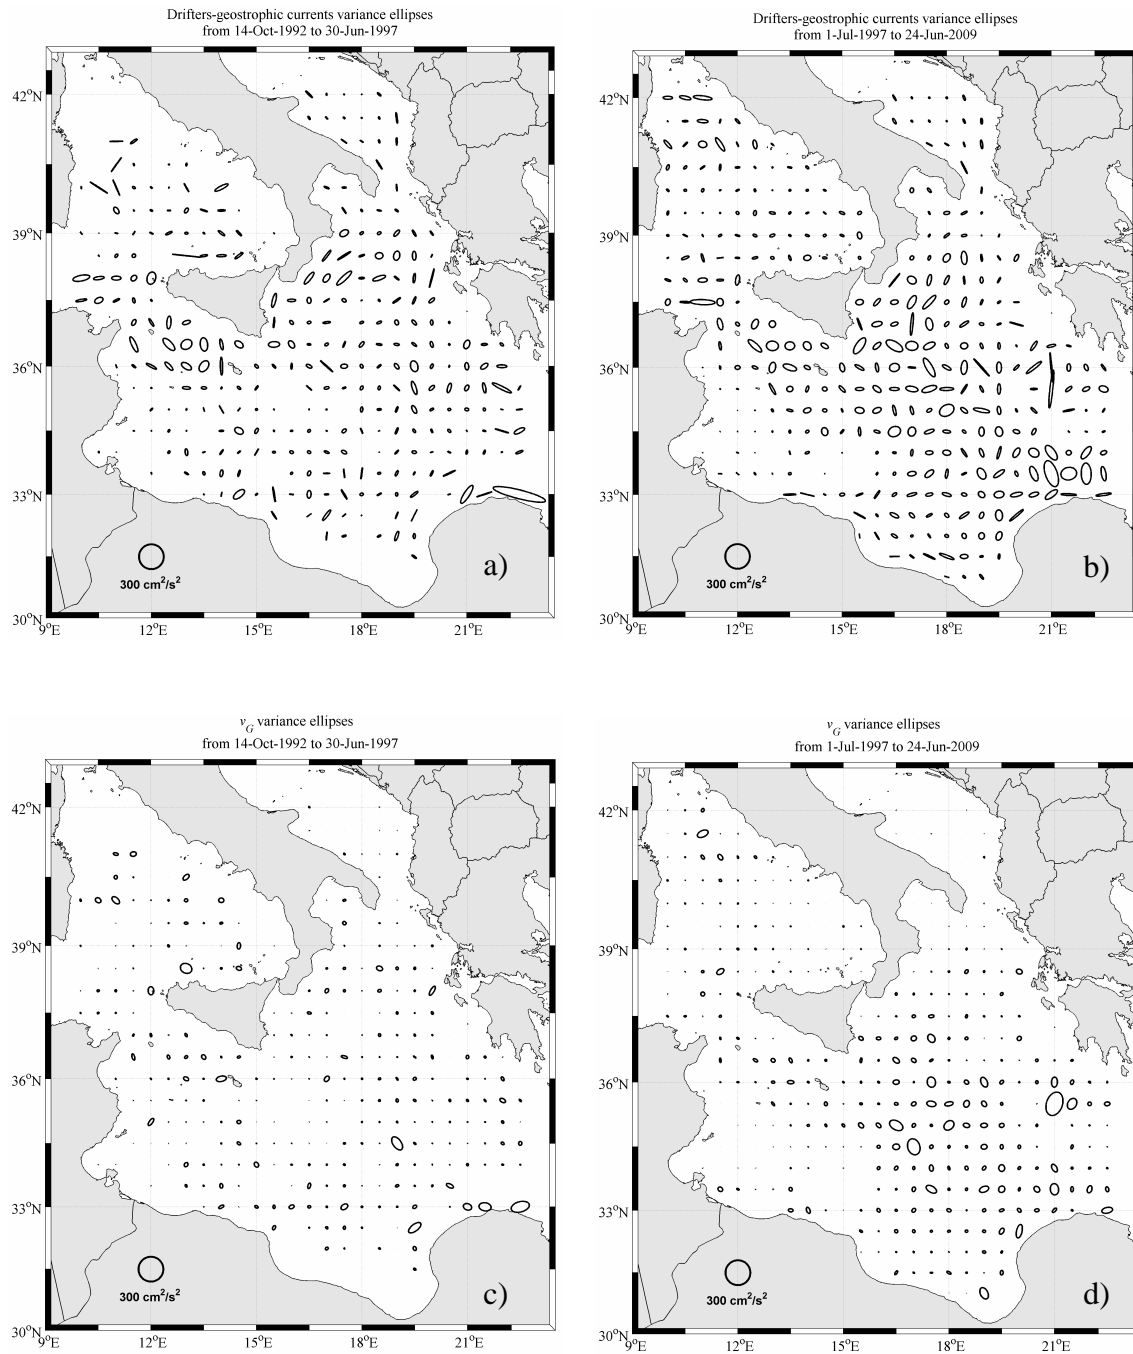 Drifters-geostrophic currents variance ellipses
from 14-Oct-1992 to 30-Jun-1997
42°N
39°N
36°N
33°N
30°N
9°E 12°E 15°E 18°E 21°E
300 cm²/s²
a)
Drifters-geostrophic currents variance ellipses
from 1-Jul-1997 to 24-Jun-2009
42°N
39°N
36°N
33°N
30°N
9°E 12°E 15°E 18°E 21°E
300 cm²/s²
b)
v_G variance ellipses
from 14-Oct-1992 to 30-Jun-1997
42°N
39°N
36°N
33°N
30°N
9°E 12°E 15°E 18°E 21°E
300 cm²/s²
c)
v_G variance ellipses
from 1-Jul-1997 to 24-Jun-2009
42°N
39°N
36°N
33°N
30°N
9°E 12°E 15°E 18°E 21°E
300 cm²/s²
d)